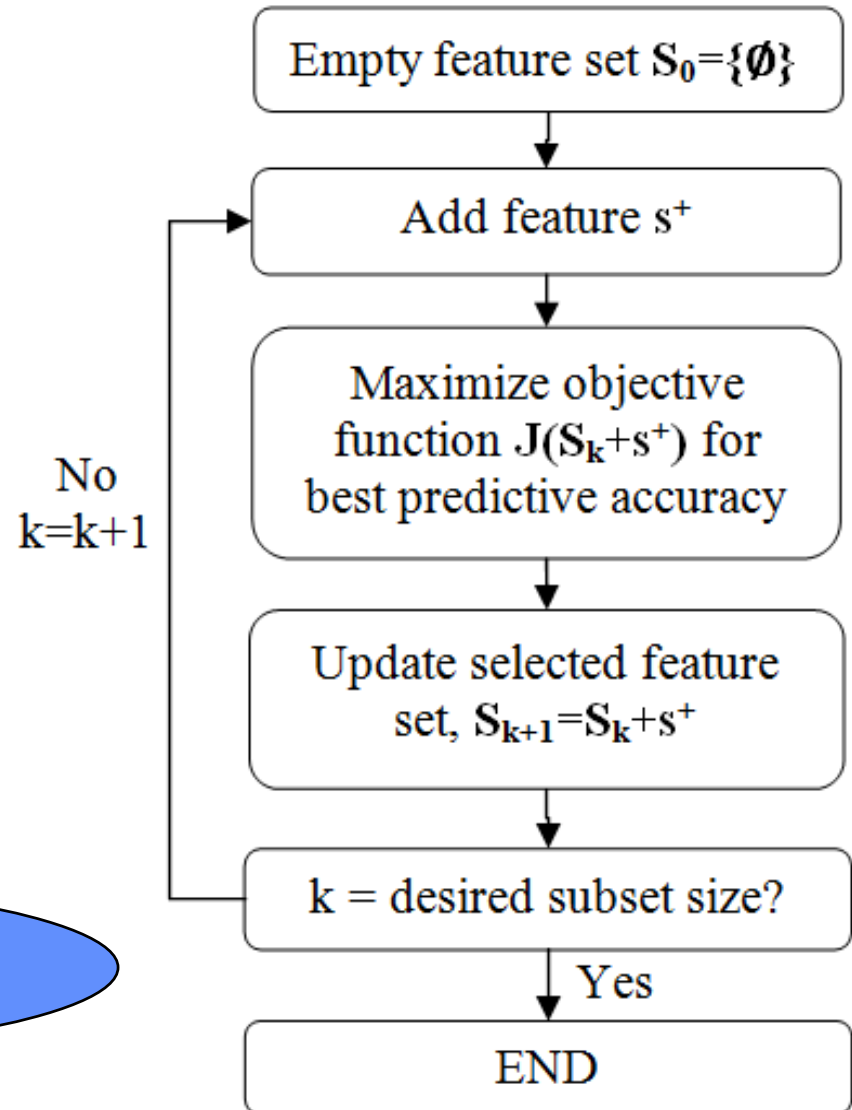 Empty feature set S₀={∅}
Add feature s⁺
Maximize objective
function J(Sₖ+s⁺) for
best predictive accuracy
No
k=k+1
Update selected feature
set, Sₖ₊₁=Sₖ+s⁺
k = desired subset size?
Yes
END